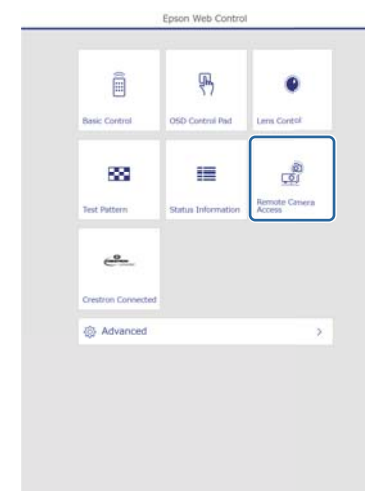 Epson Web Control
Basic Control
OSD Control Pad
Lens Control
Test Pattern
Status Information
Remote Camera
Access
CRESTRON
Crestron Connected
Advanced